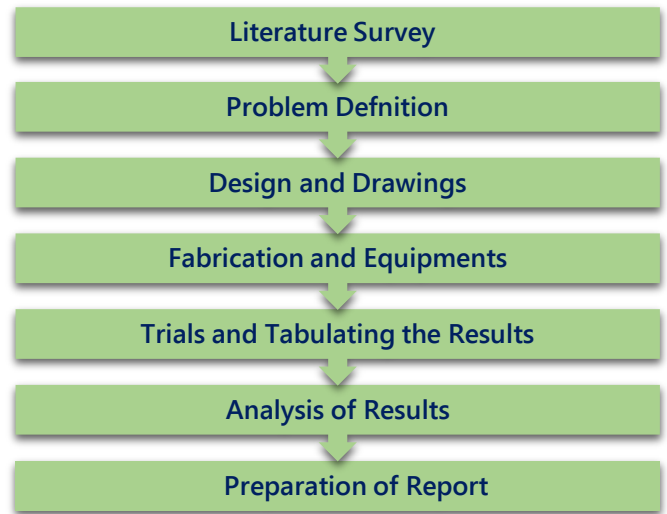 Literature Survey
Problem Defnition
Design and Drawings
Fabrication and Equipments
Trials and Tabulating the Results
Analysis of Results
Preparation of Report